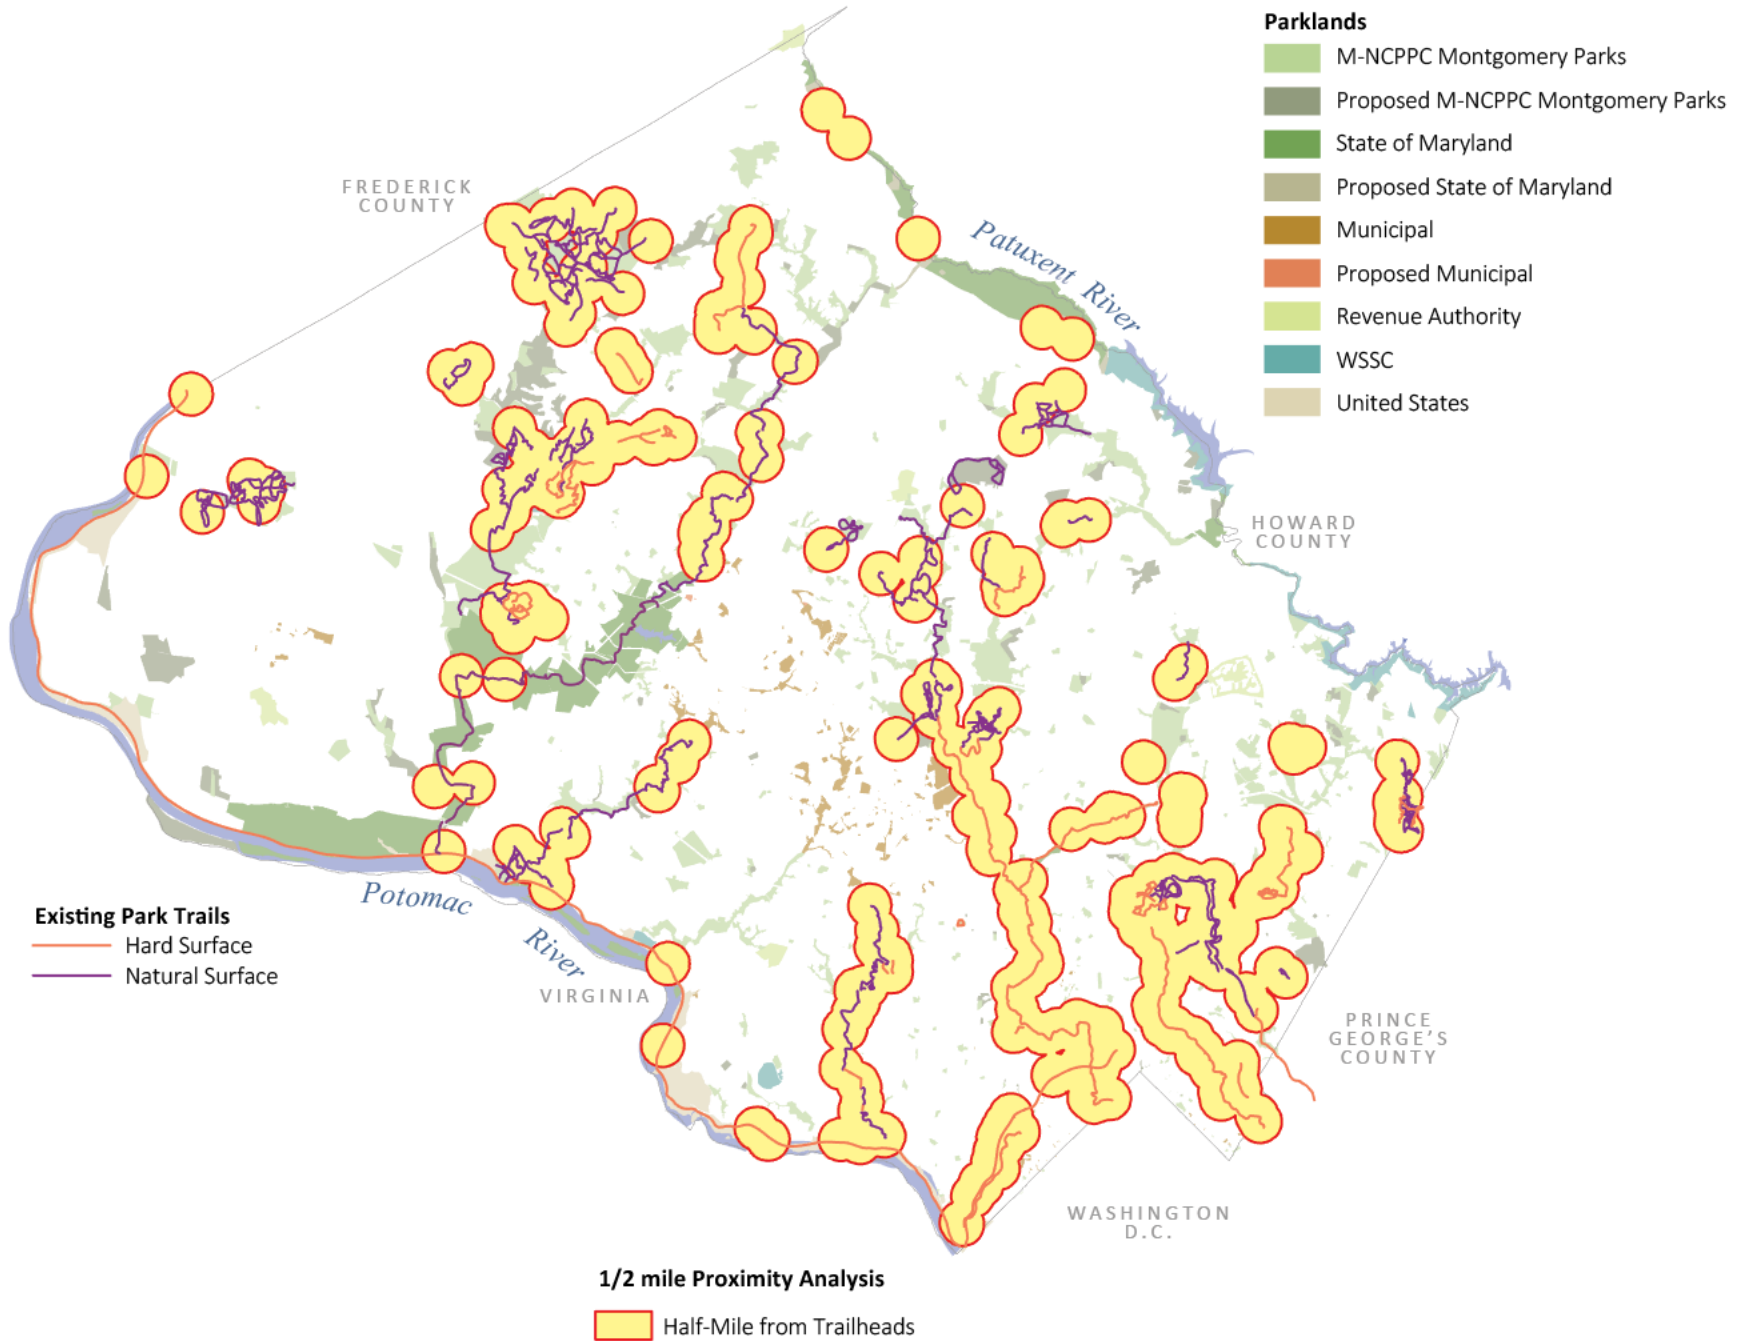 Parklands
M-NCPPC Montgomery Parks
Proposed M-NCPPC Montgomery Parks
State of Maryland
Proposed State of Maryland
Municipal
Proposed Municipal
Revenue Authority
WSSC
United States
FREDERICK
COUNTY
Patuxent River
HOWARD
COUNTY
Potomac
River
VIRGINIA
Existing Park Trails
Hard Surface
Natural Surface
PRINCE
GEORGE'S
COUNTY
WASHINGTON
D.C.
1/2 mile Proximity Analysis
Half-Mile from Trailheads